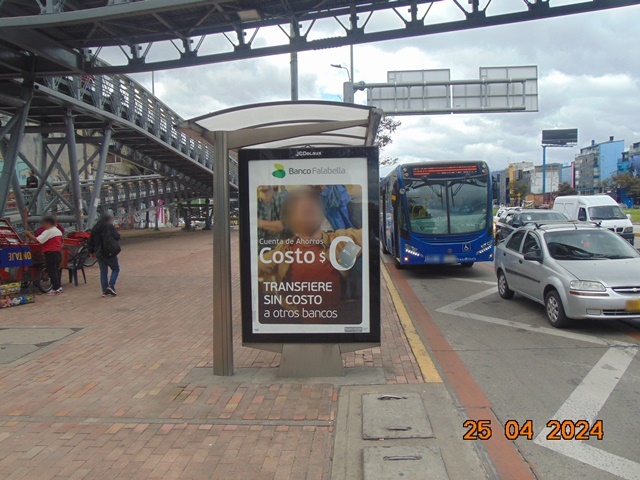 JCDecaux
Banco Falabella
Cuenta de Ahorros
Costo $0
TRANSFIERE
SIN COSTO
a otros bancos
25 04 2024